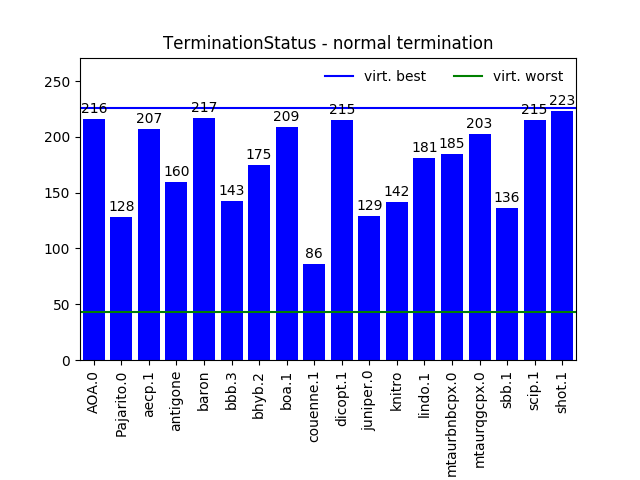 TerminationStatus - normal termination
virt. best
virt. worst
250
200
150
100
50
0
216
128
207
160
217
143
175
209
86
215
129
142
181
185
203
136
215
223
AOA.0
Pajarito.0
aecp.1
antigone
baron
bbb.3
bhyb.2
boa.1
couenne.1
dicopt.1
juniper.0
knitro
lindo.1
mtaurbnbcpx.0
mtaurqgcpx.0
sbb.1
scip.1
shot.1